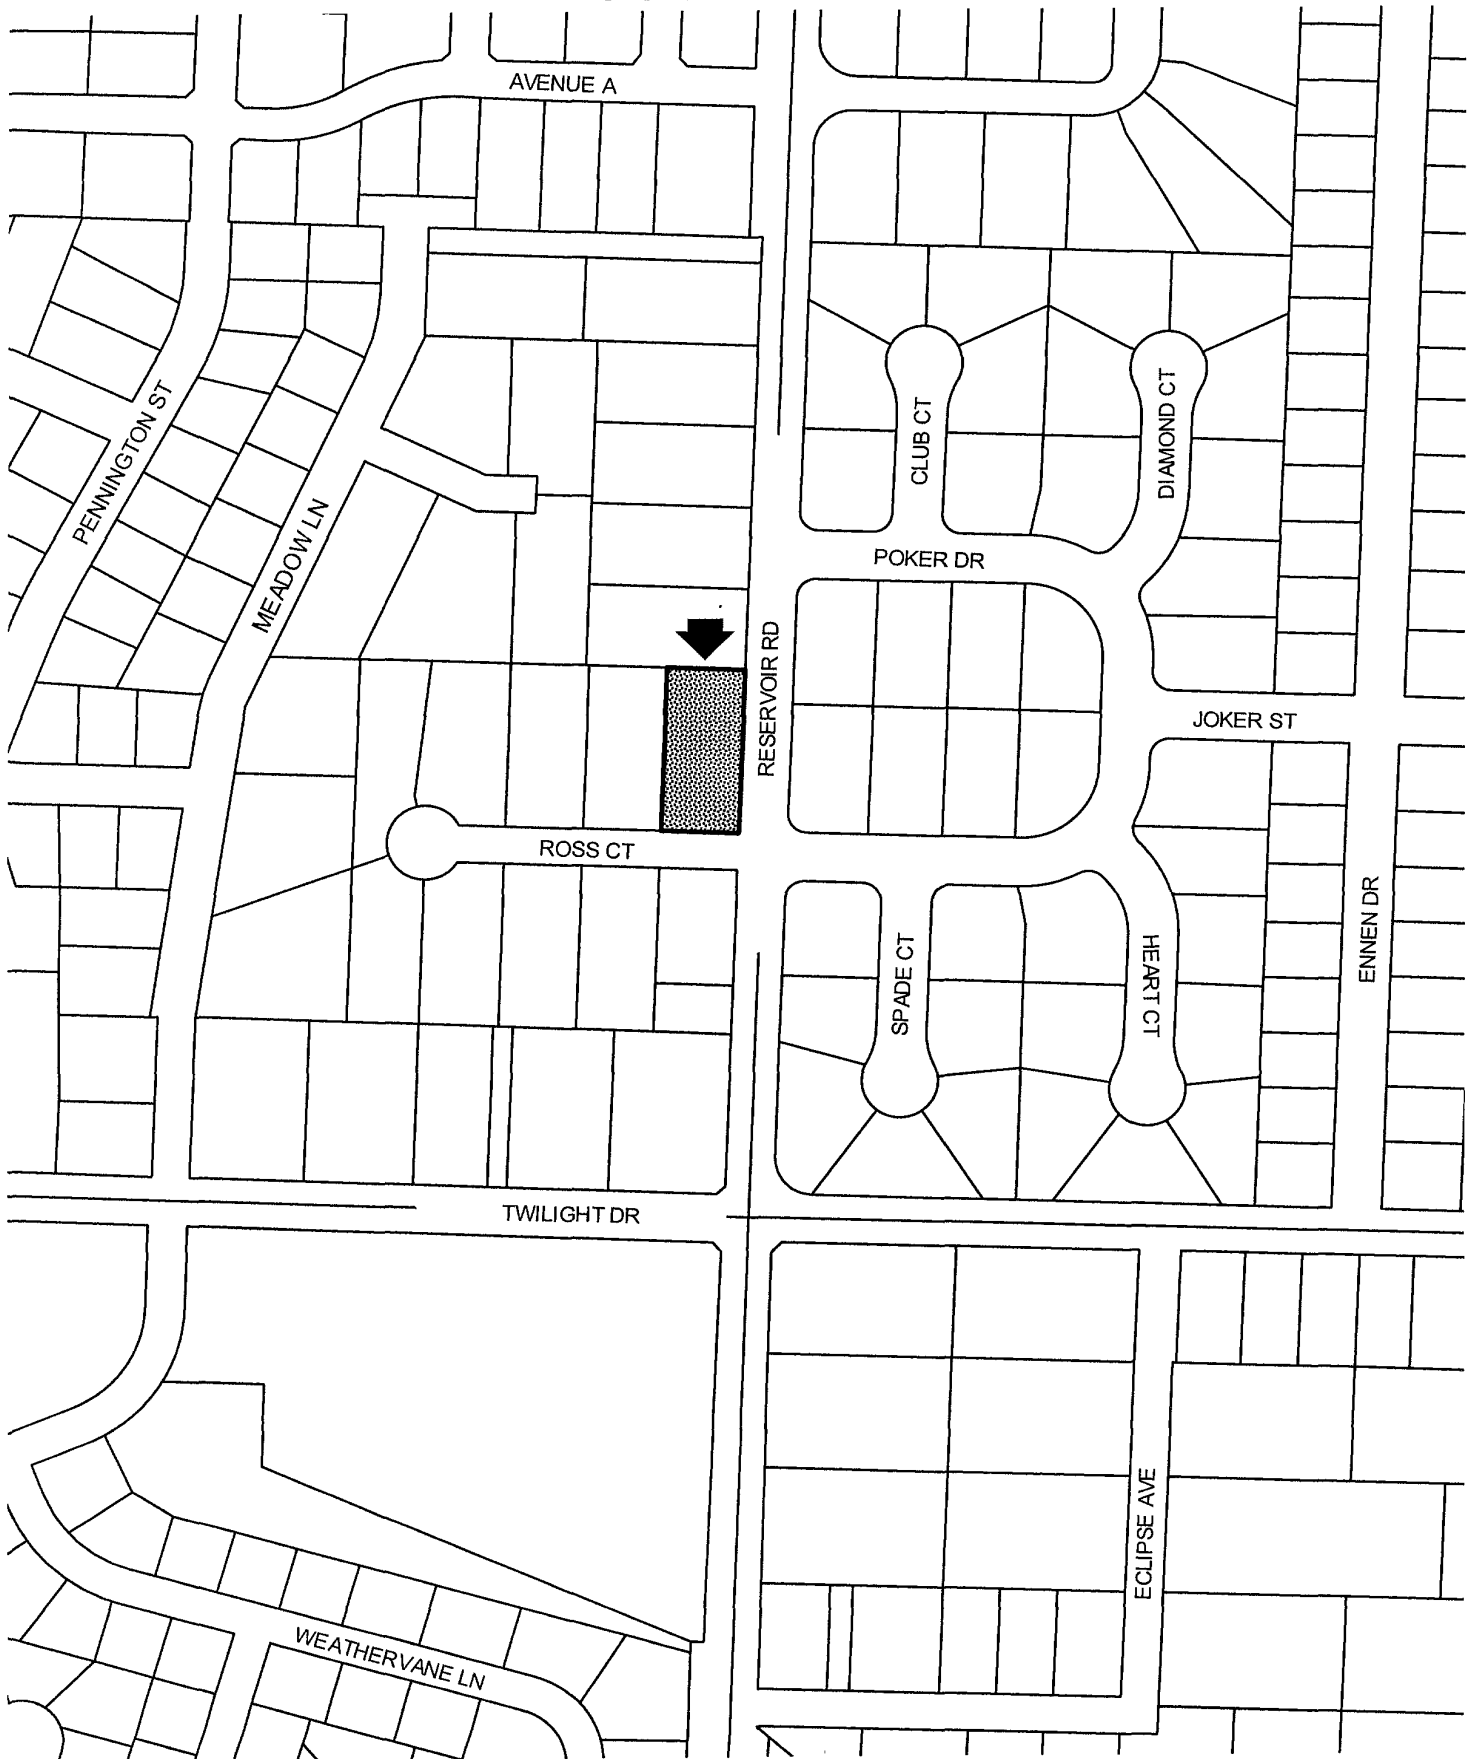 AVENUE A
PENNINGTON ST
MEADOW LN
CLUB CT
DIAMOND CT
POKER DR
RESERVOIR RD
JOKER ST
ROSS CT
SPADE CT
HEART CT
ENNEN DR
TWILIGHT DR
ECLIPSE AVE
WEATHERVANE LN